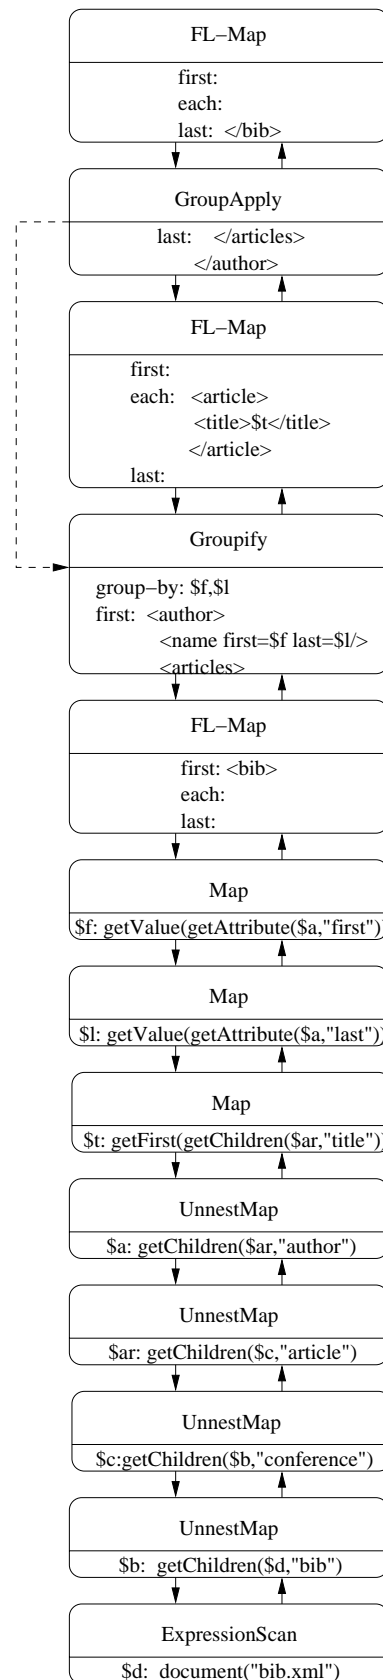 FL−Map
first:
each:
last: </bib>
GroupApply
last: </articles>
</author>
FL−Map
first:
each: <article>
<title>$t</title>
</article>
last:
Groupify
group−by: $f,$l
first: <author>
<name first=$f last=$l/>
<articles>
FL−Map
first: <bib>
each:
last:
Map
$f: getValue(getAttribute($a,"first"))
Map
$l: getValue(getAttribute($a,"last"))
Map
$t: getFirst(getChildren($ar,"title"))
UnnestMap
$a: getChildren($ar,"author")
UnnestMap
$ar: getChildren($c,"article")
UnnestMap
$c:getChildren($b,"conference")
UnnestMap
$b: getChildren($d,"bib")
ExpressionScan
$d: document("bib.xml")